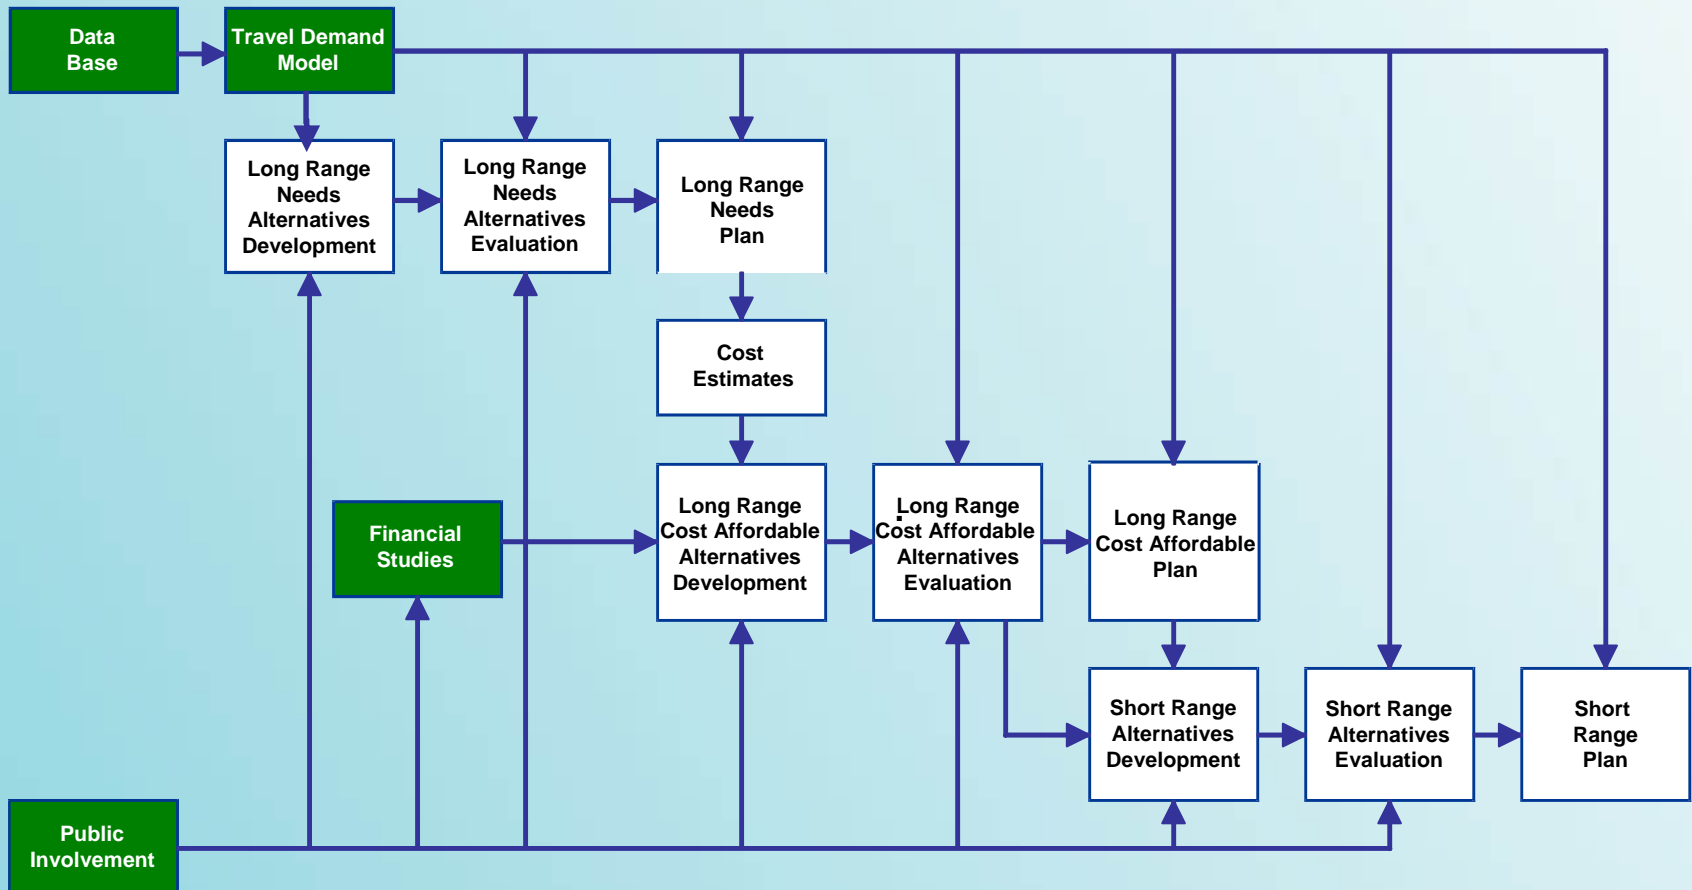 Data
Base
Travel Demand
Model
Long Range
Needs
Alternatives
Development
Long Range
Needs
Alternatives
Evaluation
Long Range
Needs
Plan
Cost
Estimates
Financial
Studies
Long Range
Cost Affordable
Alternatives
Development
Long Range
Cost Affordable
Alternatives
Evaluation
Long Range
Cost Affordable
Plan
Short Range
Alternatives
Development
Short Range
Alternatives
Evaluation
Short
Range
Plan
Public
Involvement